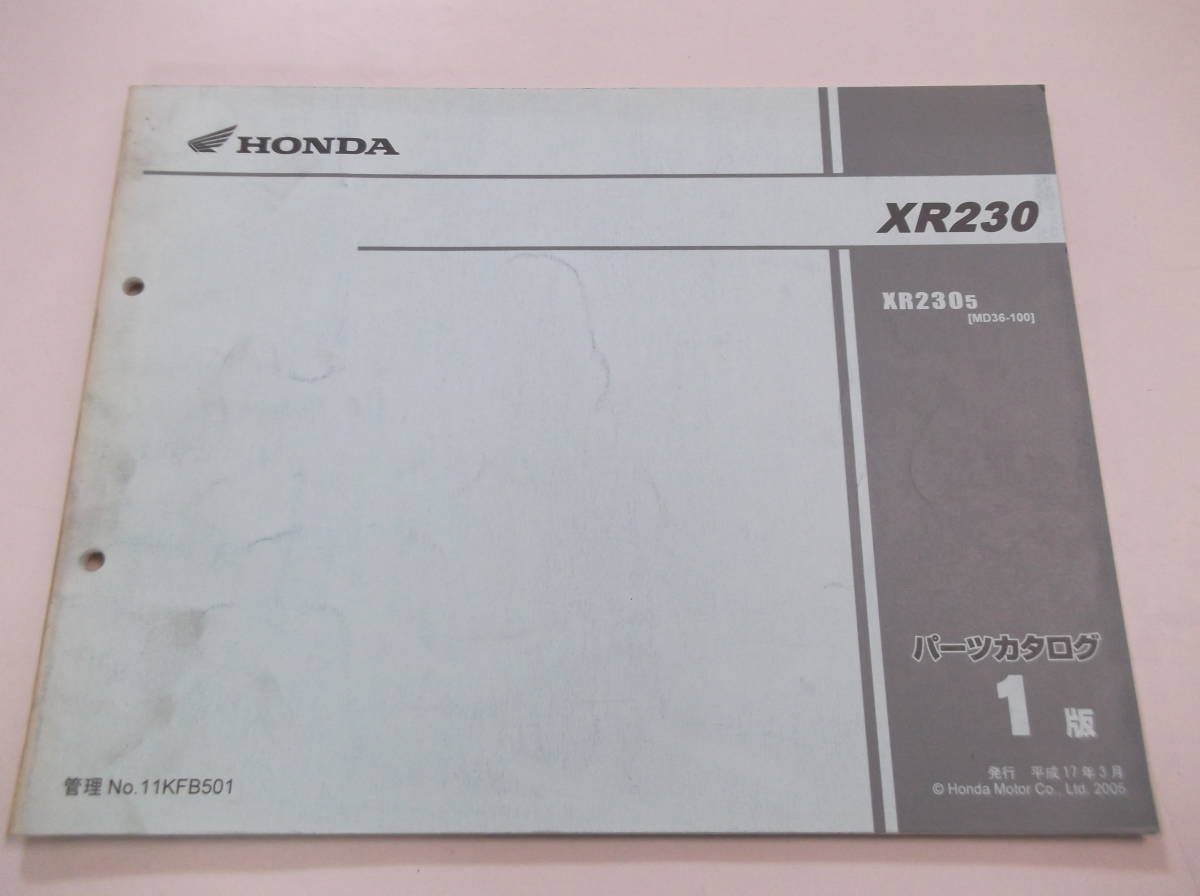 HONDA
XR230
XR2305
[MD36-100]
パーツカタログ
1版
発行 平成17年3月
© Honda Motor Co., Ltd. 2005
管理 No.11KFB501